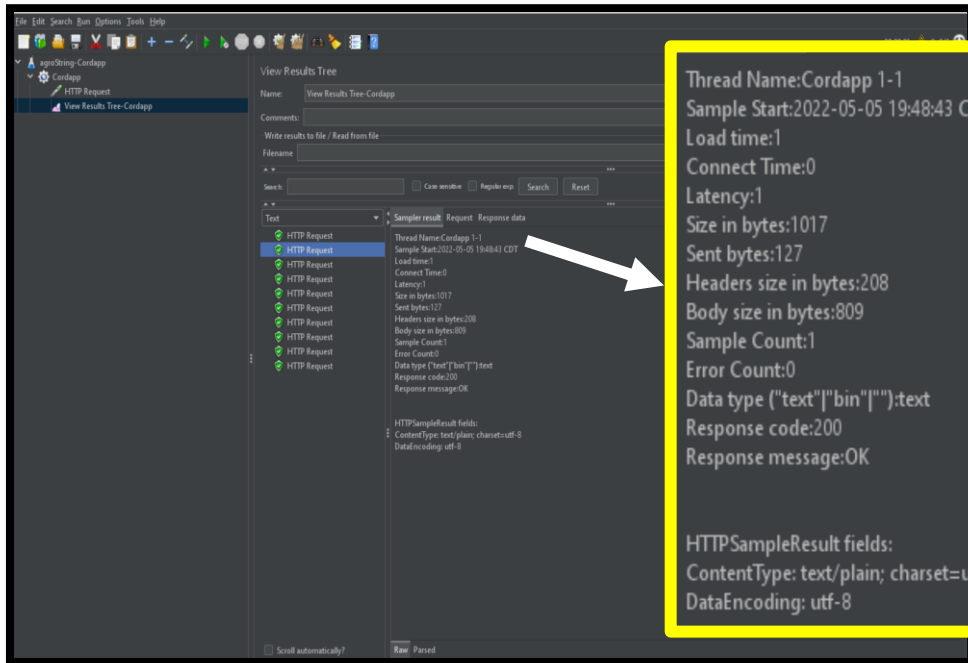 File Edit Search Run Options Tools Help
agroString-Cordapp
Cordapp
HTTP Request
View Results Tree-Cordapp
View Results Tree
Name: View Results Tree-Cordapp
Comments:
Write results to file / Read from file
Filename
Search: Case sensitive Regular exp. Search Reset
Text
HTTP Request
HTTP Request
HTTP Request
HTTP Request
HTTP Request
HTTP Request
HTTP Request
HTTP Request
HTTP Request
HTTP Request
Scroll automatically?
Sampler result Request Response data
Thread Name:Cordapp 1-1
Sample Start:2022-05-05 19:48:43 CDT
Load time:1
Connect Time:0
Latency:1
Size in bytes:1017
Sent bytes:127
Headers size in bytes:208
Body size in bytes:809
Sample Count:1
Error Count:0
Data type ("text"|"bin"|""):text
Response code:200
Response message:OK
HTTPSampleResult fields:
ContentType: text/plain; charset=utf-8
DataEncoding: utf-8
Raw Parsed
Thread Name:Cordapp 1-1
Sample Start:2022-05-05 19:48:43 C
Load time:1
Connect Time:0
Latency:1
Size in bytes:1017
Sent bytes:127
Headers size in bytes:208
Body size in bytes:809
Sample Count:1
Error Count:0
Data type ("text"|"bin"|""):text
Response code:200
Response message:OK
HTTPSampleResult fields:
ContentType: text/plain; charset=u
DataEncoding: utf-8